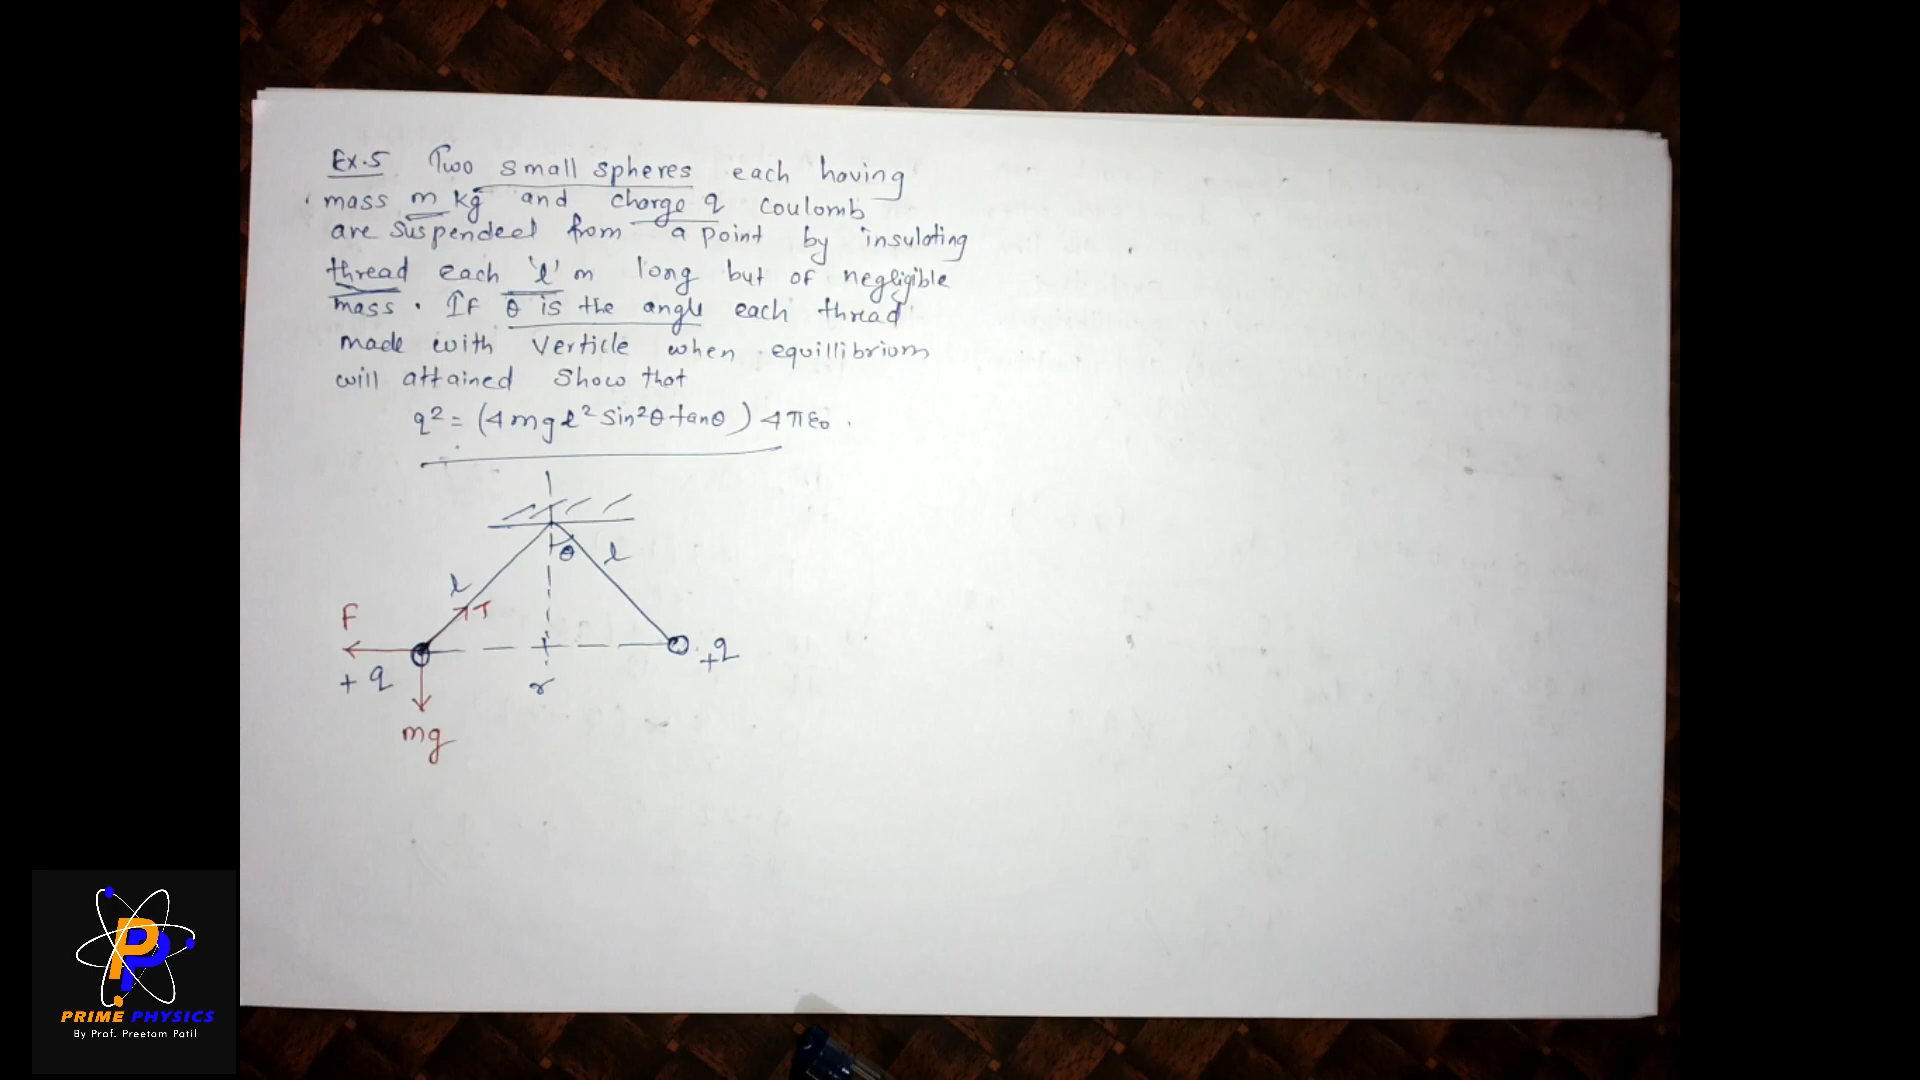 Ex.5 Two small spheres each having
mass m kg and charge q coulomb
are suspended from a point by insulating
thread each 'l' m long but of negligible
mass. If θ is the angle each thread
made with verticle when equillibriom
will attained show that
q² = (4mgl² sin²θ tanθ) 4πε₀.
θ l
l
T
F
+q
+q
r
mg
PRIME PHYSICS
By Prof. Preetam Patil